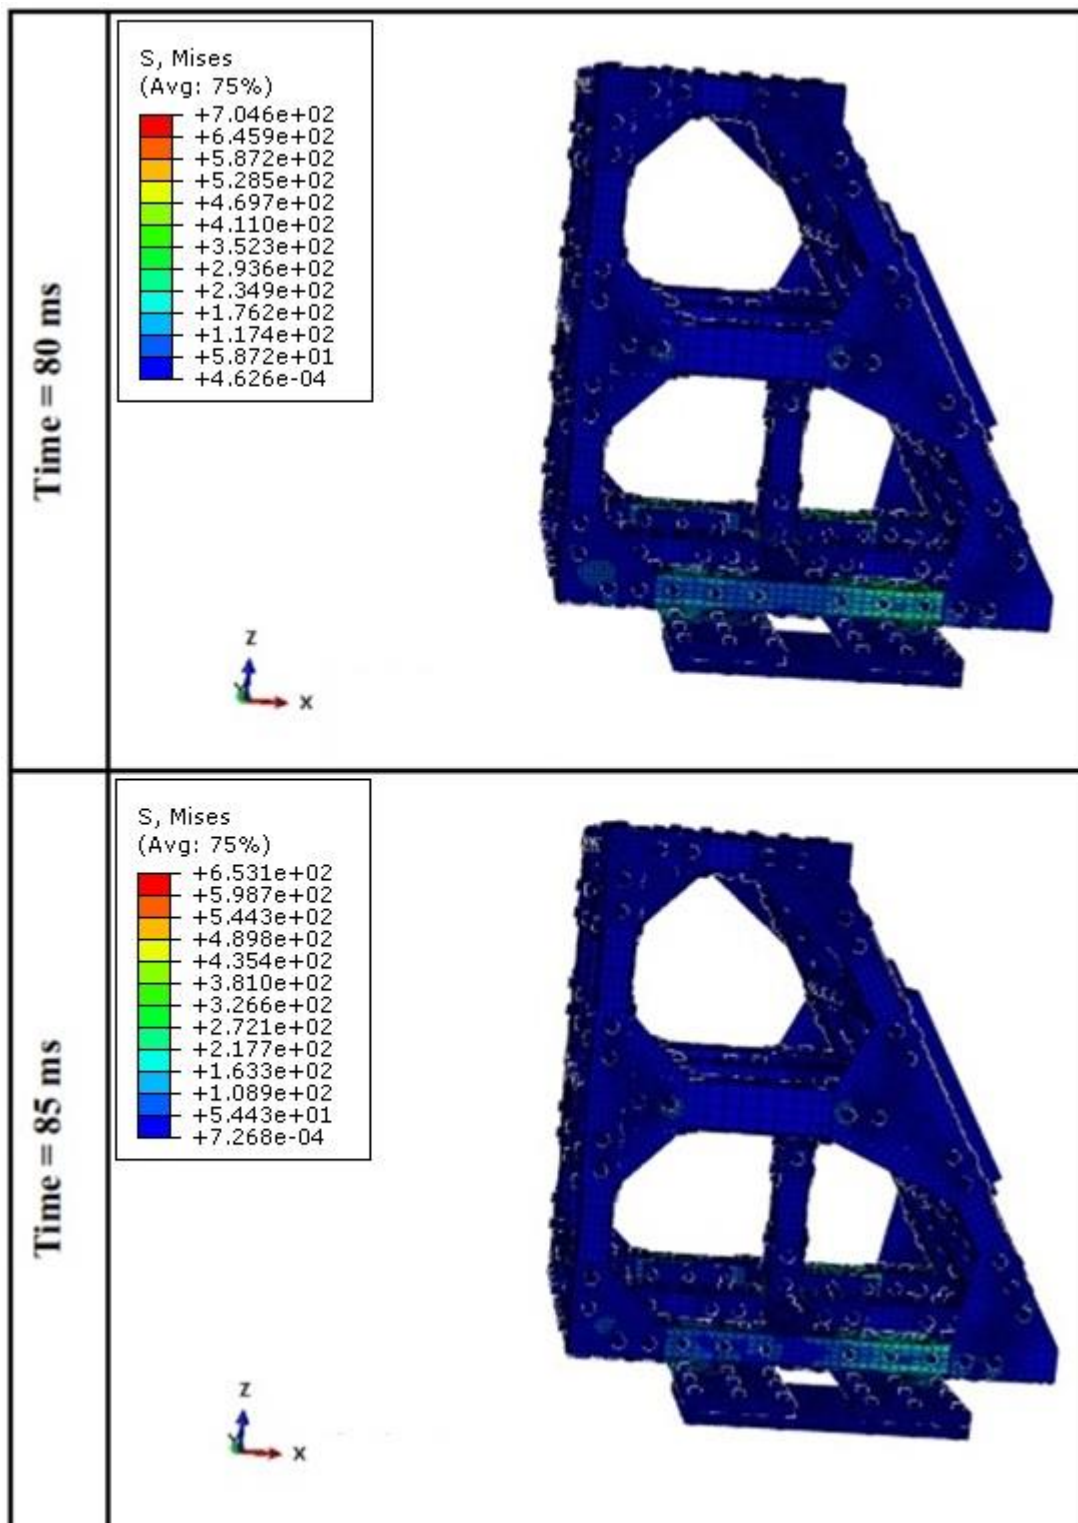 Time = 80 ms
S, Mises
(Avg: 75%)
+7.046e+02
+6.459e+02
+5.872e+02
+5.285e+02
+4.697e+02
+4.110e+02
+3.523e+02
+2.936e+02
+2.349e+02
+1.762e+02
+1.174e+02
+5.872e+01
+4.626e-04
Z
X
Time = 85 ms
S, Mises
(Avg: 75%)
+6.531e+02
+5.987e+02
+5.443e+02
+4.898e+02
+4.354e+02
+3.810e+02
+3.266e+02
+2.721e+02
+2.177e+02
+1.633e+02
+1.089e+02
+5.443e+01
+7.268e-04
Z
X